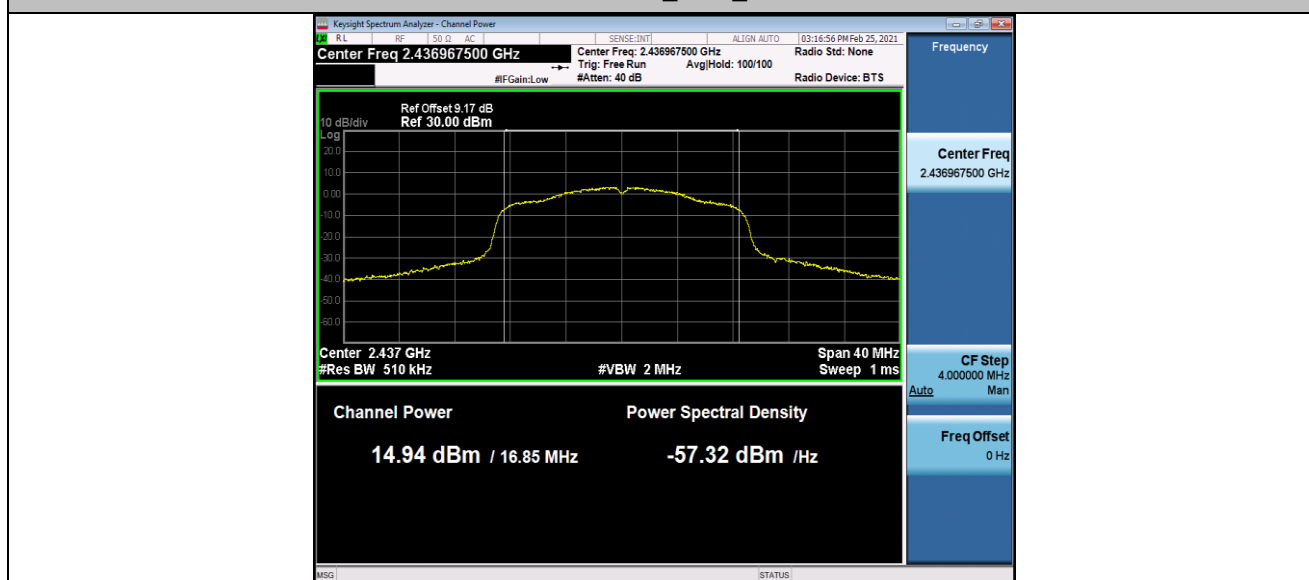 Keysight Spectrum Analyzer - Channel Power
RL RF 50 Ω AC SENSE:INT ALIGN AUTO 03:16:56 PM Feb 25, 2021
Center Freq 2.436967500 GHz
Center Freq: 2.436967500 GHz Radio Std: None
Trig: Free Run Avg|Hold: 100/100
#IFGain:Low #Atten: 40 dB Radio Device: BTS
Frequency
Ref Offset 9.17 dB
10 dB/div Ref 30.00 dBm
Log
20.0
10.0
0.00
-10.0
-20.0
-30.0
-40.0
-50.0
-60.0
Center 2.437 GHz Span 40 MHz
#Res BW 510 kHz #VBW 2 MHz Sweep 1 ms
Channel Power Power Spectral Density
14.94 dBm / 16.85 MHz -57.32 dBm /Hz
Center Freq
2.436967500 GHz
CF Step
4.000000 MHz
Auto Man
Freq Offset
0 Hz
MSG STATUS